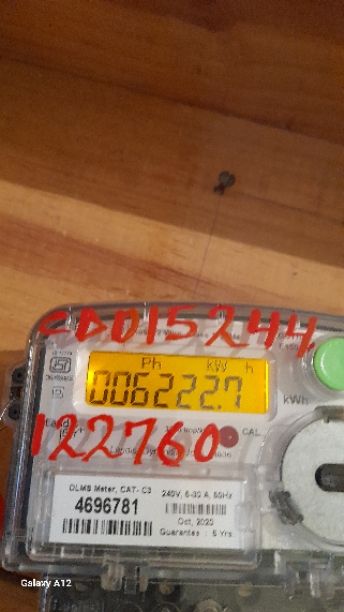 CD015244
Ph kW h
006222.7
kWh
122760
CAL
DLMS Meter, CAT- C3
4696781
240V, 5-30 A, 50Hz
Oct, 2020
Guarantee : 5 Yrs.
Galaxy A12